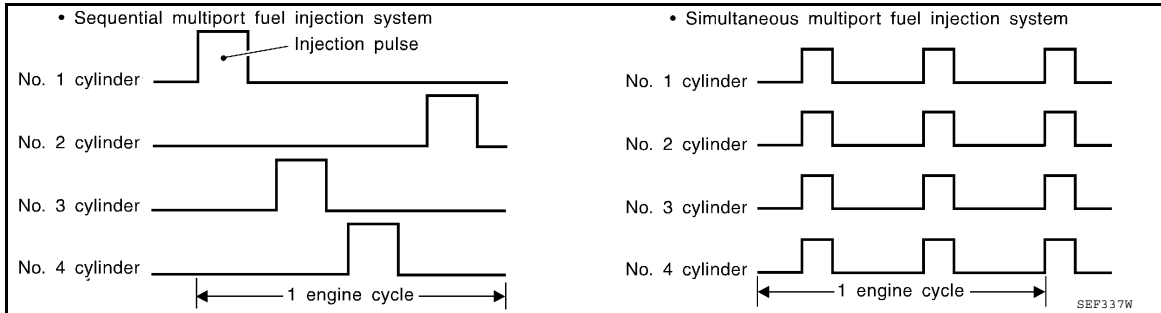 • Sequential multiport fuel injection system
Injection pulse
No. 1 cylinder
No. 2 cylinder
No. 3 cylinder
No. 4 cylinder
1 engine cycle
• Simultaneous multiport fuel injection system
No. 1 cylinder
No. 2 cylinder
No. 3 cylinder
No. 4 cylinder
1 engine cycle
SEF337W